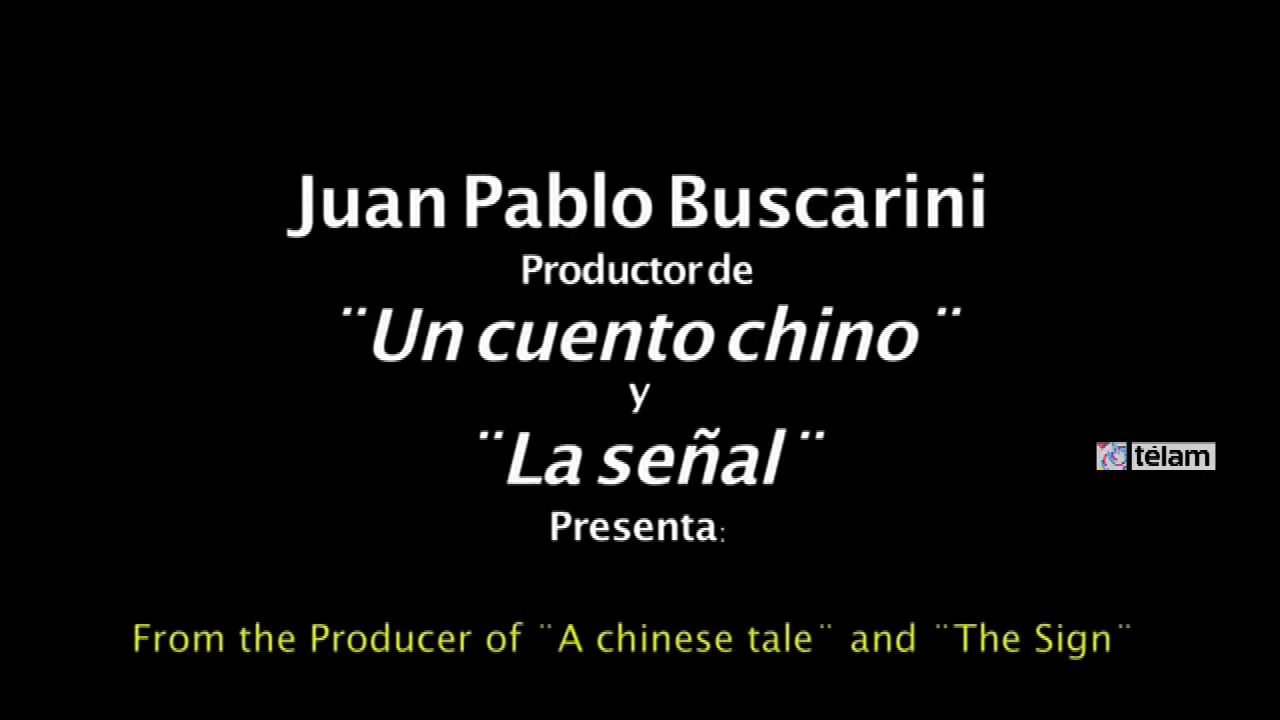 Juan Pablo Buscarini
Productor de
¨Un cuento chino¨
y
¨La señal¨
télam
Presenta:
From the Producer of ¨A chinese tale¨ and ¨The Sign¨